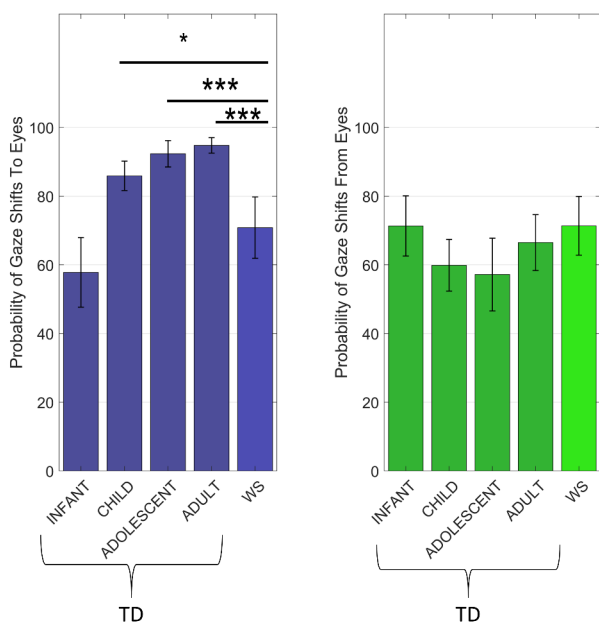 *
***
***
Probability of Gaze Shifts To Eyes
100
80
60
40
20
0
INFANT
CHILD
ADOLESCENT
ADULT
WS
TD
Probability of Gaze Shifts From Eyes
100
80
60
40
20
0
INFANT
CHILD
ADOLESCENT
ADULT
WS
TD